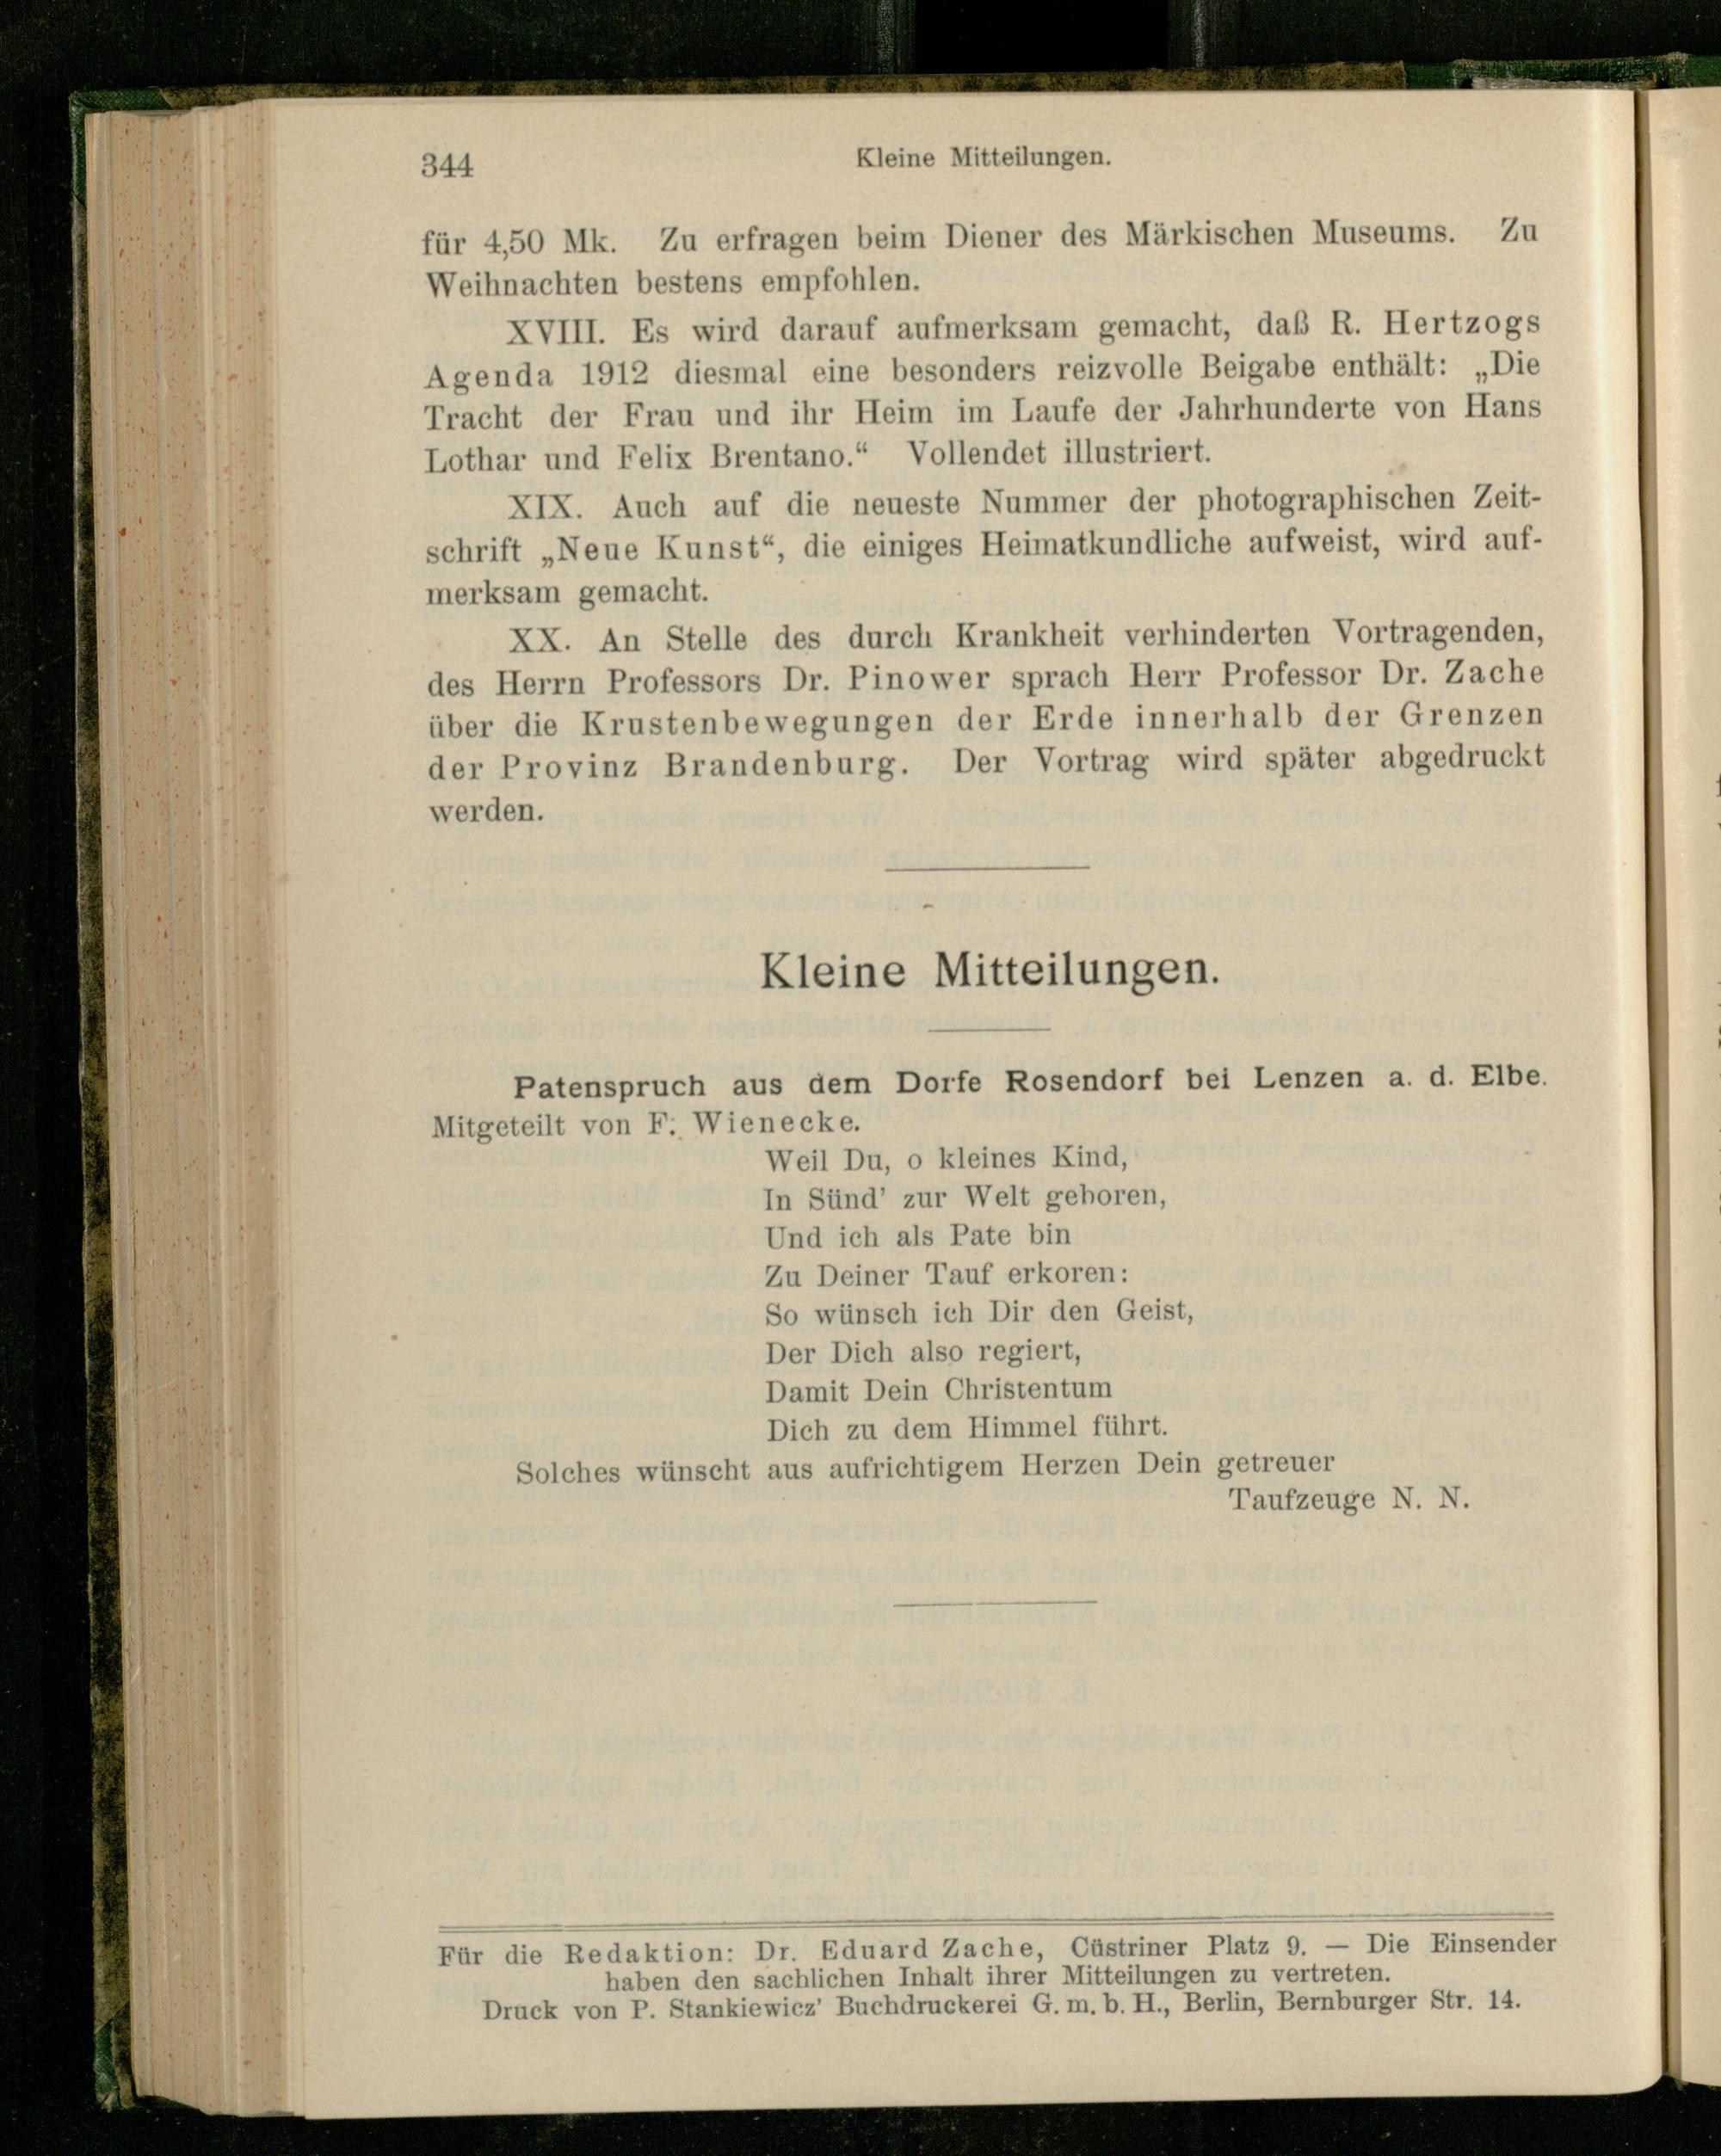 344
Kleine Mitteilungen.
für 4,50 Mk. Zu erfragen beim Diener des Märkischen Museums. Zu
Weihnachten bestens empfohlen.
XVIII. Es wird darauf aufmerksam gemacht, daß R. Hertzogs
Agenda 1912 diesmal eine besonders reizvolle Beigabe enthält: „Die
Tracht der Frau und ihr Heim im Laufe der Jahrhunderte von Hans
Lothar und Felix Brentano.“ Vollendet illustriert.
XIX. Auch auf die neueste Nummer der photographischen Zeit-
schrift „Neue Kunst“, die einiges Heimatkundliche aufweist, wird auf-
merksam gemacht.
XX. An Stelle des durch Krankheit verhinderten Vortragenden,
des Herrn Professors Dr. Pinower sprach Herr Professor Dr. Zache
über die Krustenbewegungen der Erde innerhalb der Grenzen
der Provinz Brandenburg. Der Vortrag wird später abgedruckt
werden.
Kleine Mitteilungen.
Patenspruch aus dem Dorfe Rosendorf bei Lenzen a. d. Elbe.
Mitgeteilt von F. Wienecke.
Weil Du, o kleines Kind,
In Sünd’ zur Welt geboren,
Und ich als Pate bin
Zu Deiner Tauf erkoren:
So wünsch ich Dir den Geist,
Der Dich also regiert,
Damit Dein Christentum
Dich zu dem Himmel führt.
Solches wünscht aus aufrichtigem Herzen Dein getreuer
Taufzeuge N. N.
Für die Redaktion: Dr. Eduard Zache, Cüstriner Platz 9. — Die Einsender
haben den sachlichen Inhalt ihrer Mitteilungen zu vertreten.
Druck von P. Stankiewicz’ Buchdruckerei G. m. b. H., Berlin, Bernburger Str. 14.